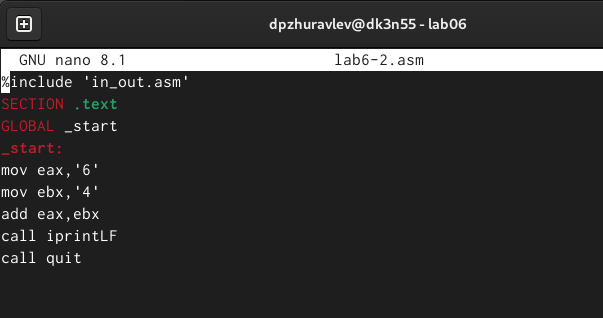 dpzhuravlev@dk3n55 - lab06
GNU nano 8.1 lab6-2.asm
%include 'in_out.asm'
SECTION .text
GLOBAL _start
_start:
mov eax,'6'
mov ebx,'4'
add eax,ebx
call iprintLF
call quit